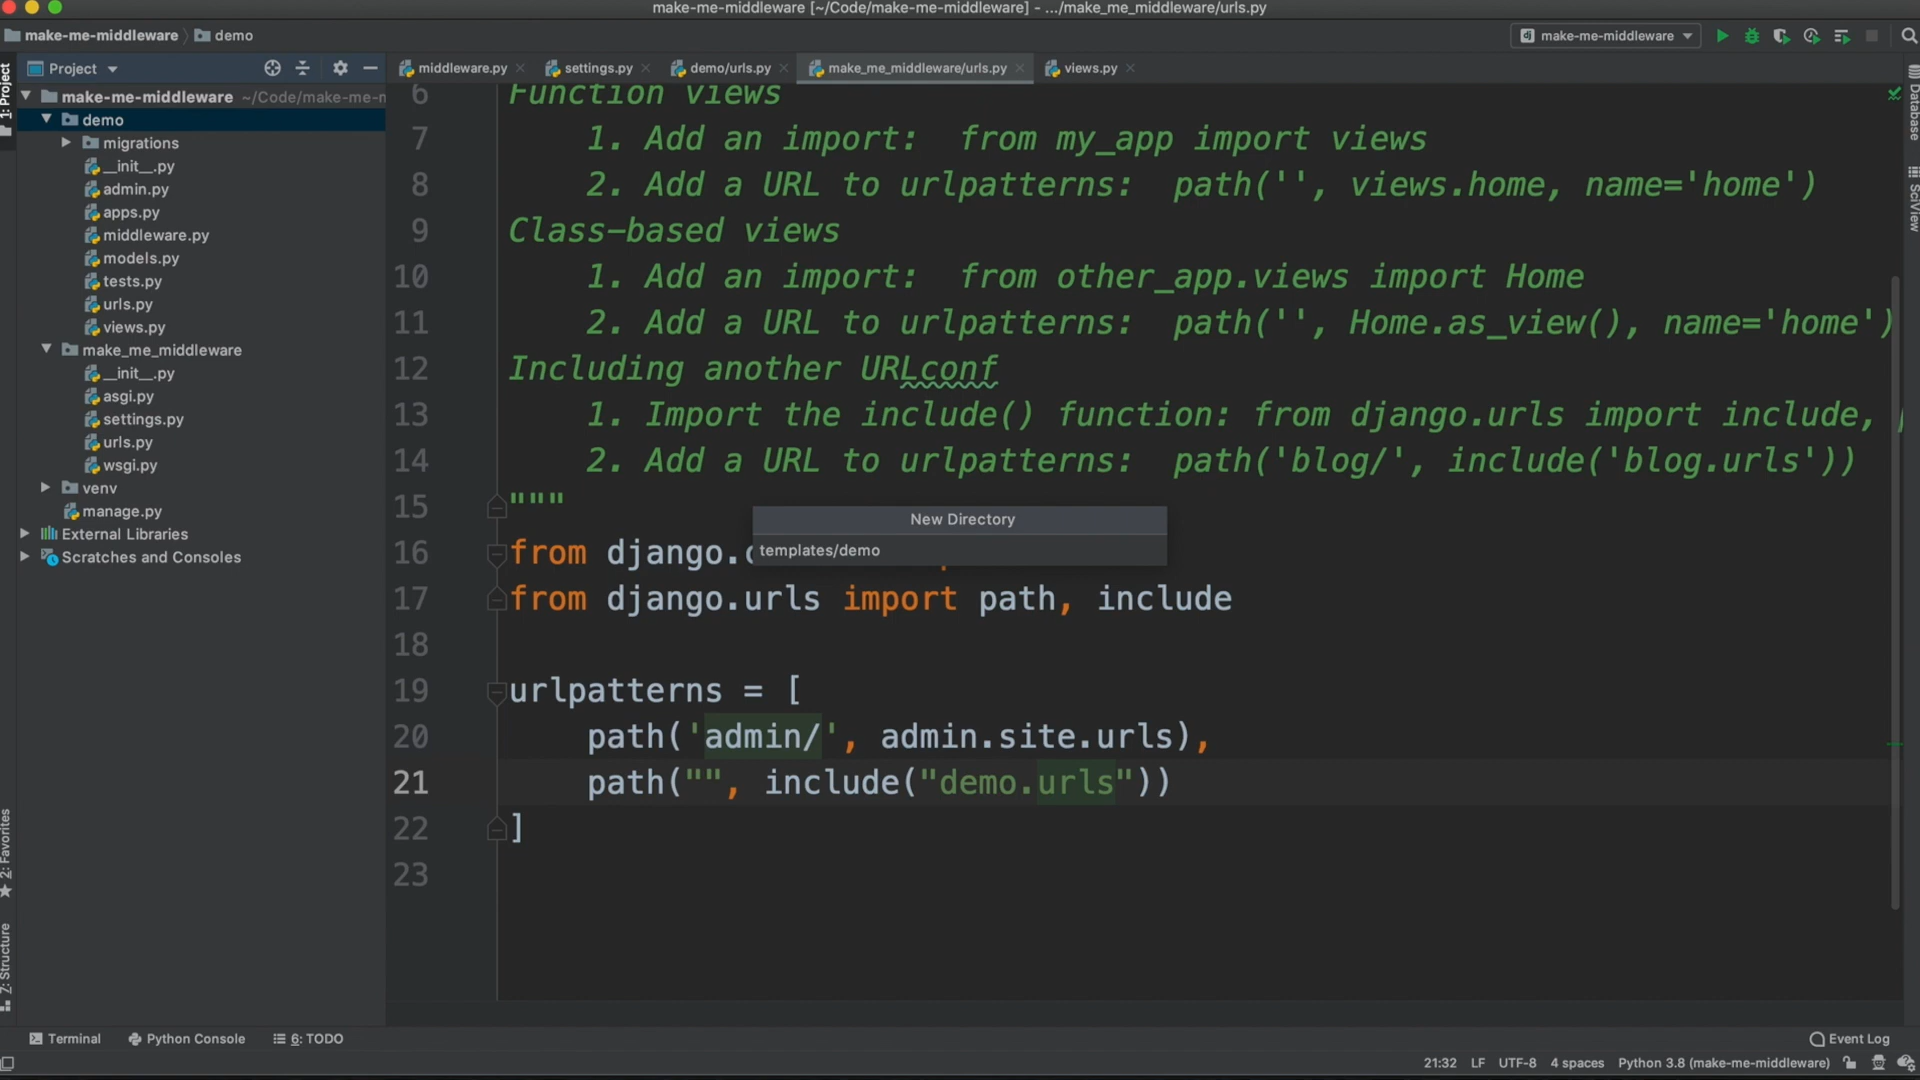 make-me-middleware [~/Code/make-me-middleware] - .../make_me_middleware/urls.py
make-me-middleware
demo
make-me-middleware
Project
middleware.py
settings.py
demo/urls.py
make_me_middleware/urls.py
views.py
1: Project
make-me-middleware ~/Code/make-me-m
demo
migrations
__init__.py
admin.py
apps.py
middleware.py
models.py
tests.py
urls.py
views.py
make_me_middleware
__init__.py
asgi.py
settings.py
urls.py
wsgi.py
venv
manage.py
External Libraries
Scratches and Consoles
2: Favorites
7: Structure
6 Function views
7 1. Add an import:  from my_app import views
8 2. Add a URL to urlpatterns:  path('', views.home, name='home')
9 Class-based views
10 1. Add an import:  from other_app.views import Home
11 2. Add a URL to urlpatterns:  path('', Home.as_view(), name='home')
12 Including another URLconf
13 1. Import the include() function: from django.urls import include,
14 2. Add a URL to urlpatterns:  path('blog/', include('blog.urls'))
15 """
New Directory
templates/demo
16 from django.
17 from django.urls import path, include
18
19 urlpatterns = [
20 path('admin/', admin.site.urls),
21 path("", include("demo.urls"))
22 ]
23
Database
SciView
Terminal
Python Console
6: TODO
Event Log
21:32 LF UTF-8 4 spaces Python 3.8 (make-me-middleware)